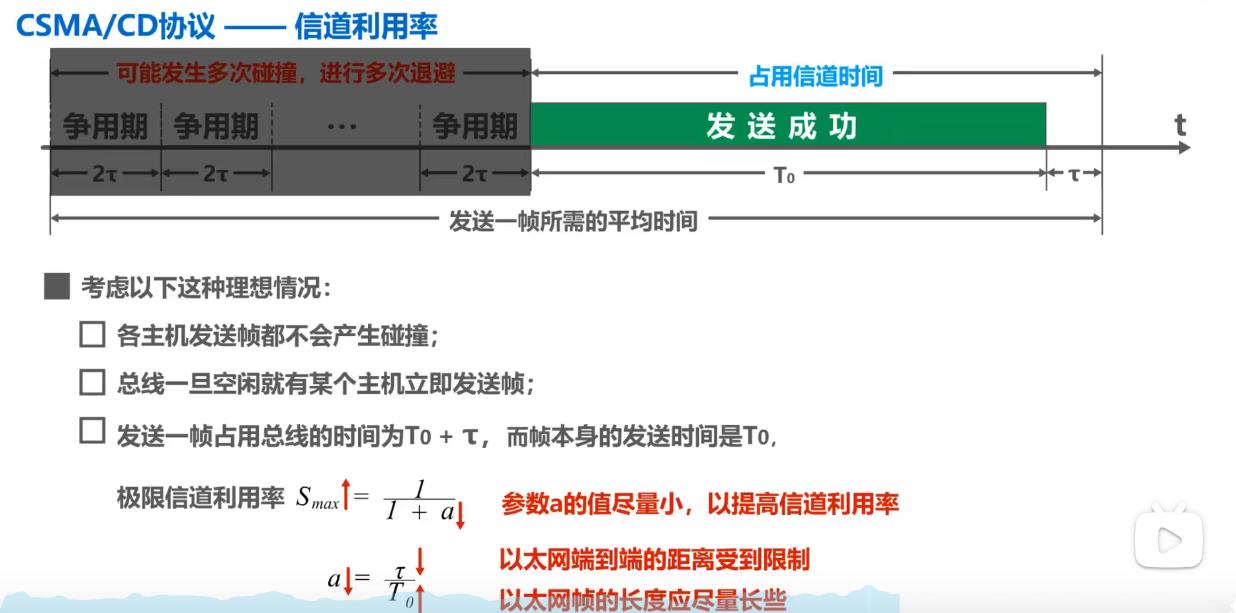 CSMA/CD协议 —— 信道利用率
可能发生多次碰撞，进行多次退避
占用信道时间
争用期 争用期 … 争用期 发送成功 t
2τ 2τ 2τ T₀ τ
发送一帧所需的平均时间
考虑以下这种理想情况：
各主机发送帧都不会产生碰撞；
总线一旦空闲就有某个主机立即发送帧；
发送一帧占用总线的时间为T₀ + τ，而帧本身的发送时间是T₀，
极限信道利用率 Smax↑= 1 / (1 + a↓) 参数a的值尽量小，以提高信道利用率
a↓= τ↓ / T₀↑ 以太网端到端的距离受到限制
以太网帧的长度应尽量长些